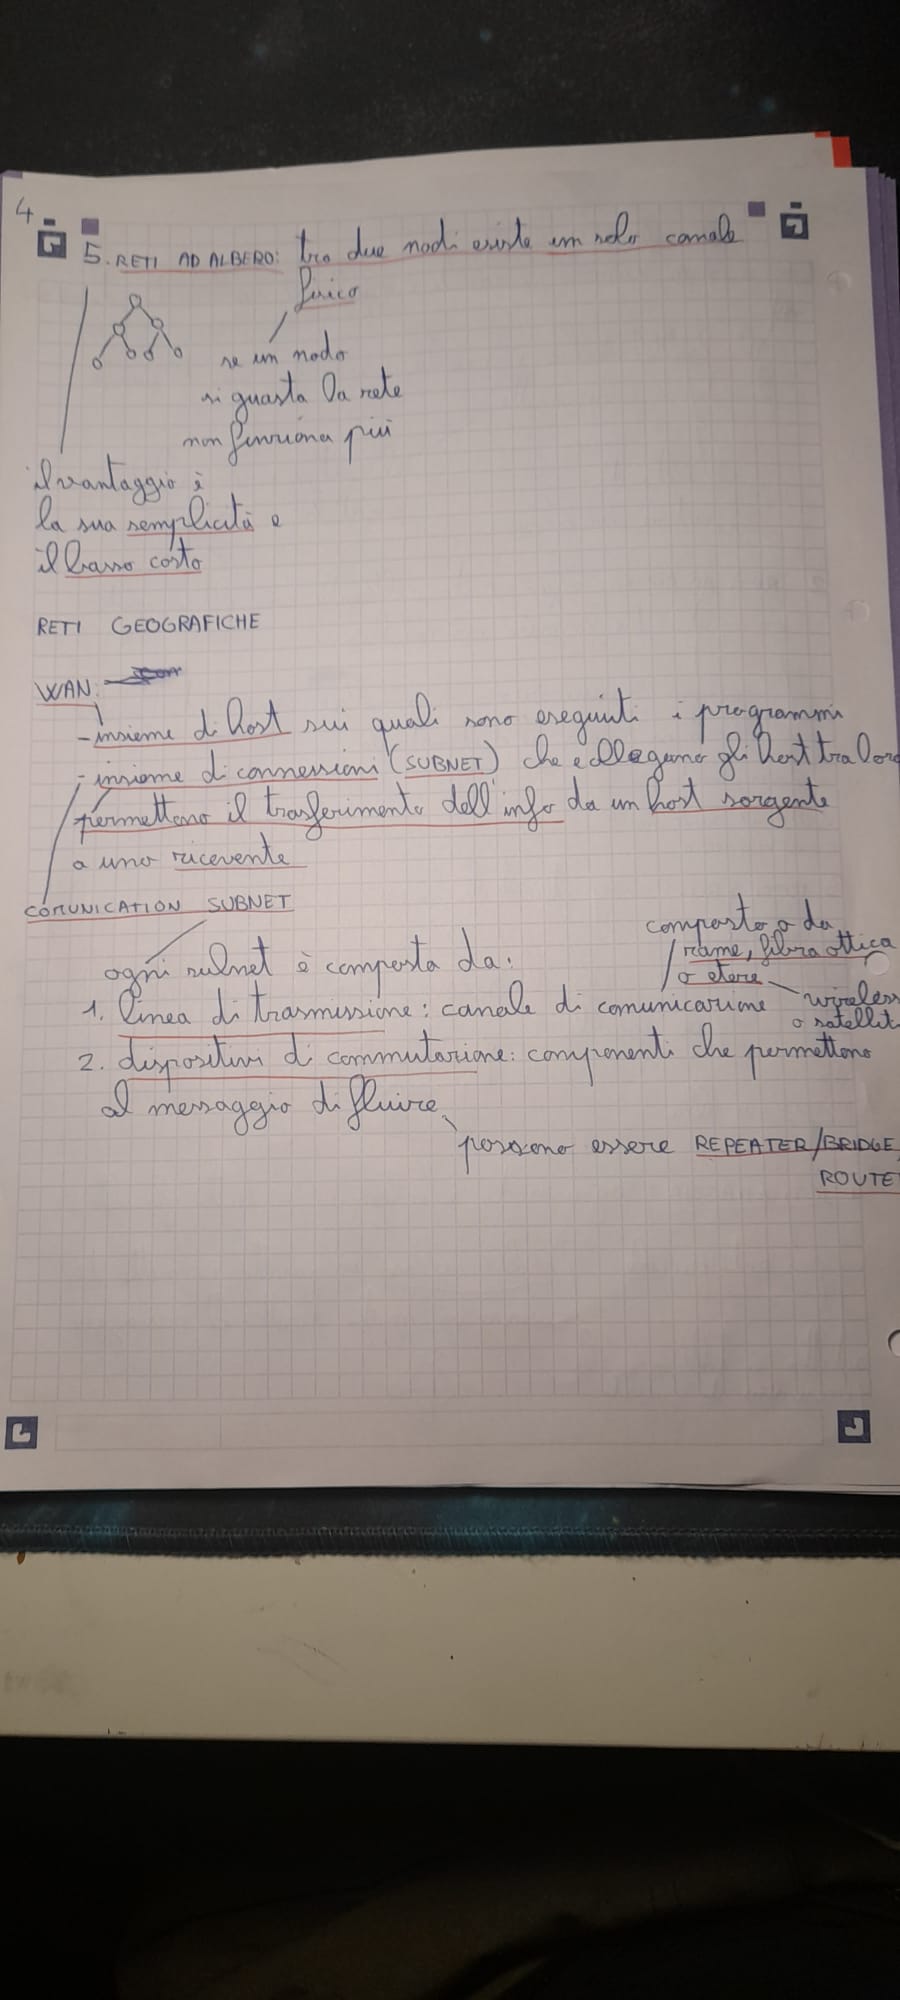 4
5. RETI AD ALBERO: tra due nodi esiste un solo canale
fisico
se un nodo
si guasta la rete
non funziona più
il vantaggio è
la sua semplicità e
il basso costo
RETI GEOGRAFICHE
WAN:
- insieme di host sui quali sono eseguiti i programmi
- insieme di connessioni (SUBNET) che collegano gli host tra loro
permettono il trasferimento dell'info da un host sorgente
a uno ricevente
COMUNICATION SUBNET
composto o da
ogni subnet è composta da:
rame, fibra ottica
o etere
1. linea di trasmissione: canale di comunicazione
wireless
o satellit
2. dispositivi di commutazione: componenti che permettono
al messaggio di fluire
possono essere REPEATER/BRIDGE
ROUTE